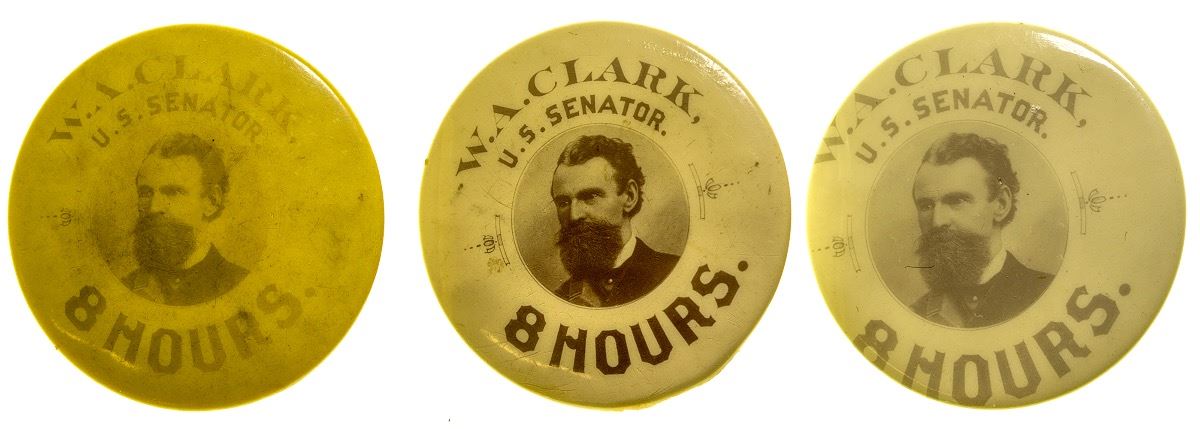 W.A.CLARK,
U.S. SENATOR.
8 HOURS.
W.A.CLARK,
U.S. SENATOR.
8 HOURS.
W.A.CLARK,
U.S. SENATOR.
8 HOURS.